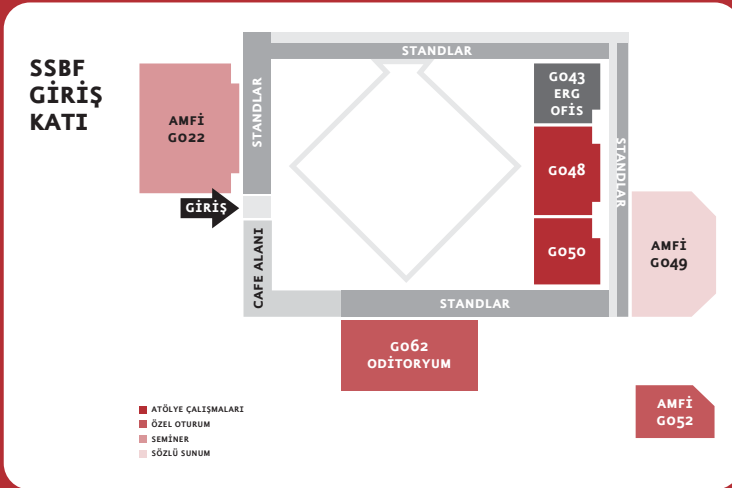 SSBF
GİRİŞ
KATI
STANDLAR
AMFİ
G022
STANDLAR
G043
ERG
OFİS
G048
STANDLAR
GİRİŞ
G050
AMFİ
G049
CAFE ALANI
STANDLAR
G062
ODİTORYUM
AMFİ
G052
ATÖLYE ÇALIŞMALARI
ÖZEL OTURUM
SEMİNER
SÖZLÜ SUNUM